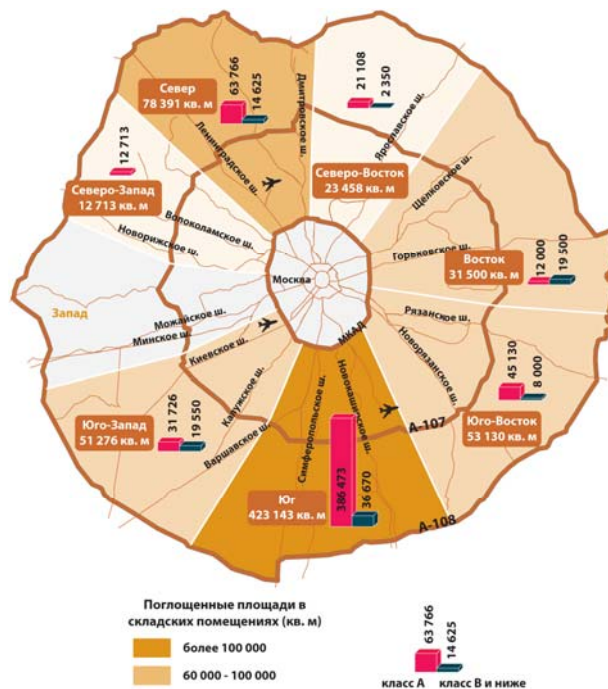 Север
78 391 кв. м
63 766
14 625
Дмитровское ш.
Ленинградское ш.
21 108
2 350
Ярославское ш.
Северо-Восток
23 458 кв. м
Щелковское ш.
12 713
Северо-Запад
12 713 кв. м
Волоколамское ш.
Новорижское ш.
Горьковское ш.
Восток
31 500 кв. м
12 000
19 500
Москва
Запад
Можайское ш.
Минское ш.
Киевское ш.
Рязанское ш.
МКАД
Новорязанское ш.
45 130
8 000
Юго-Восток
53 130 кв. м
Калужское ш.
31 726
19 550
Юго-Запад
51 276 кв. м
Варшавское ш.
Симферопольское ш.
Новокаширское ш.
А-107
386 473
36 670
Юг
423 143 кв. м
А-108
Поглощенные площади в
складских помещениях (кв. м)
более 100 000
60 000 - 100 000
63 766
14 625
класс А
класс В и ниже